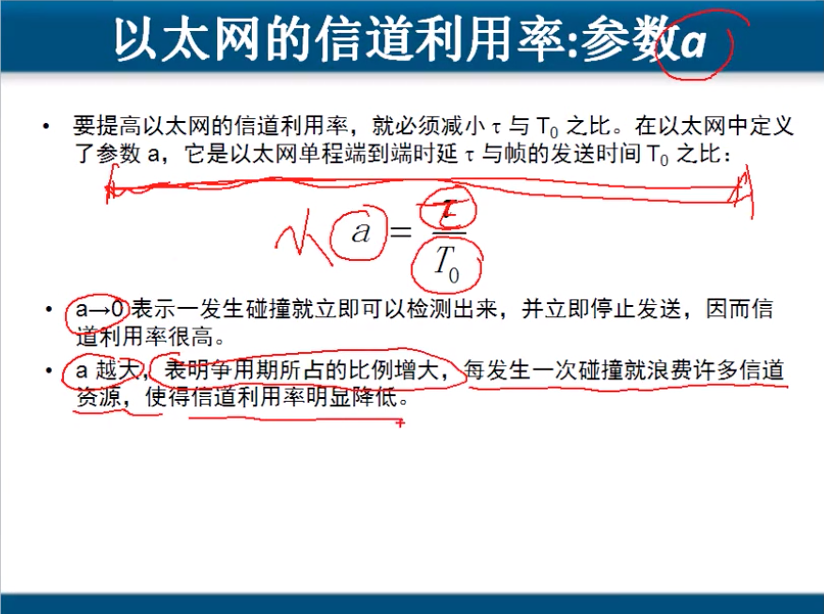 以太网的信道利用率:参数a
• 要提高以太网的信道利用率，就必须减小 τ 与 T₀ 之比。在以太网中定义
了参数 a，它是以太网单程端到端时延 τ 与帧的发送时间 T₀ 之比：
a = τ / T₀
• a→0 表示一发生碰撞就立即可以检测出来，并立即停止发送，因而信
道利用率很高。
• a 越大，表明争用期所占的比例增大，每发生一次碰撞就浪费许多信道
资源，使得信道利用率明显降低。